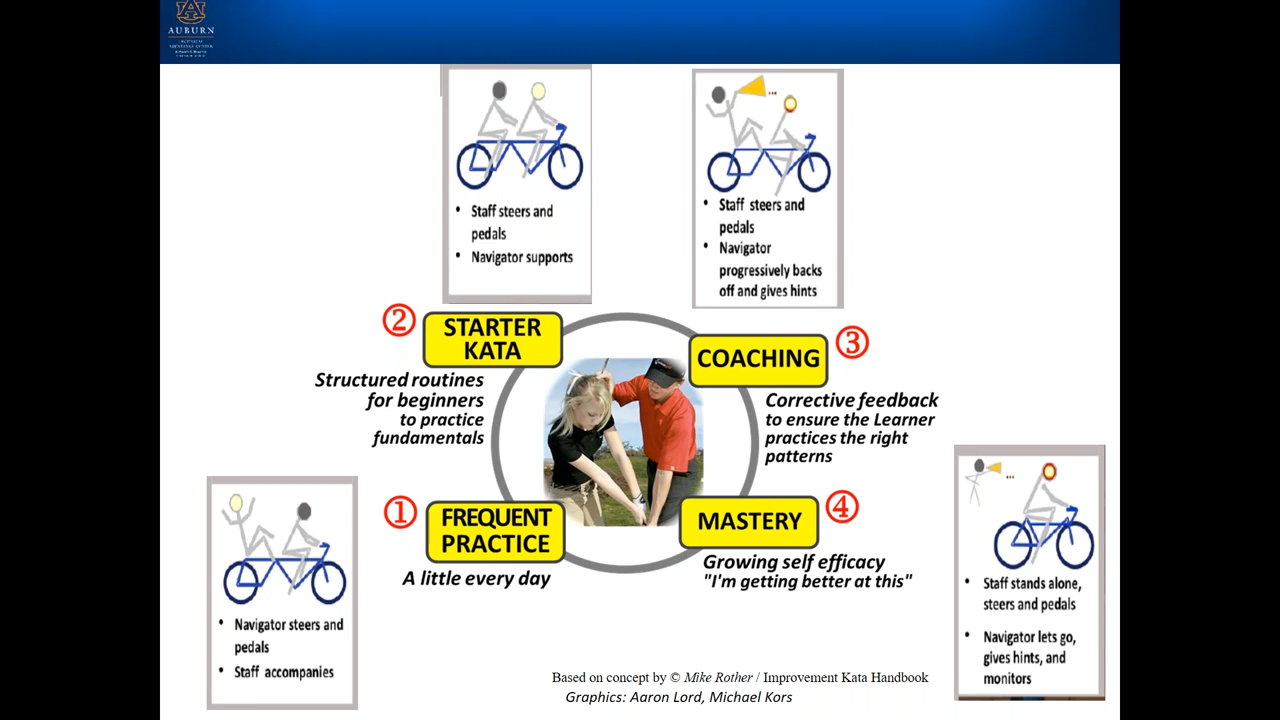 AUBURN
Staff steers and
pedals
Navigator supports
...
Staff steers and
pedals
Navigator
progressively backs
off and gives hints
②
STARTER
KATA
Structured routines
for beginners
to practice
fundamentals
COACHING
③
Corrective feedback
to ensure the Learner
practices the right
patterns
①
FREQUENT
PRACTICE
A little every day
Navigator steers and
pedals
Staff accompanies
MASTERY
④
Growing self efficacy
"I'm getting better at this"
...
Staff stands alone,
steers and pedals
Navigator lets go,
gives hints, and
monitors
Based on concept by © Mike Rother / Improvement Kata Handbook
Graphics: Aaron Lord, Michael Kors